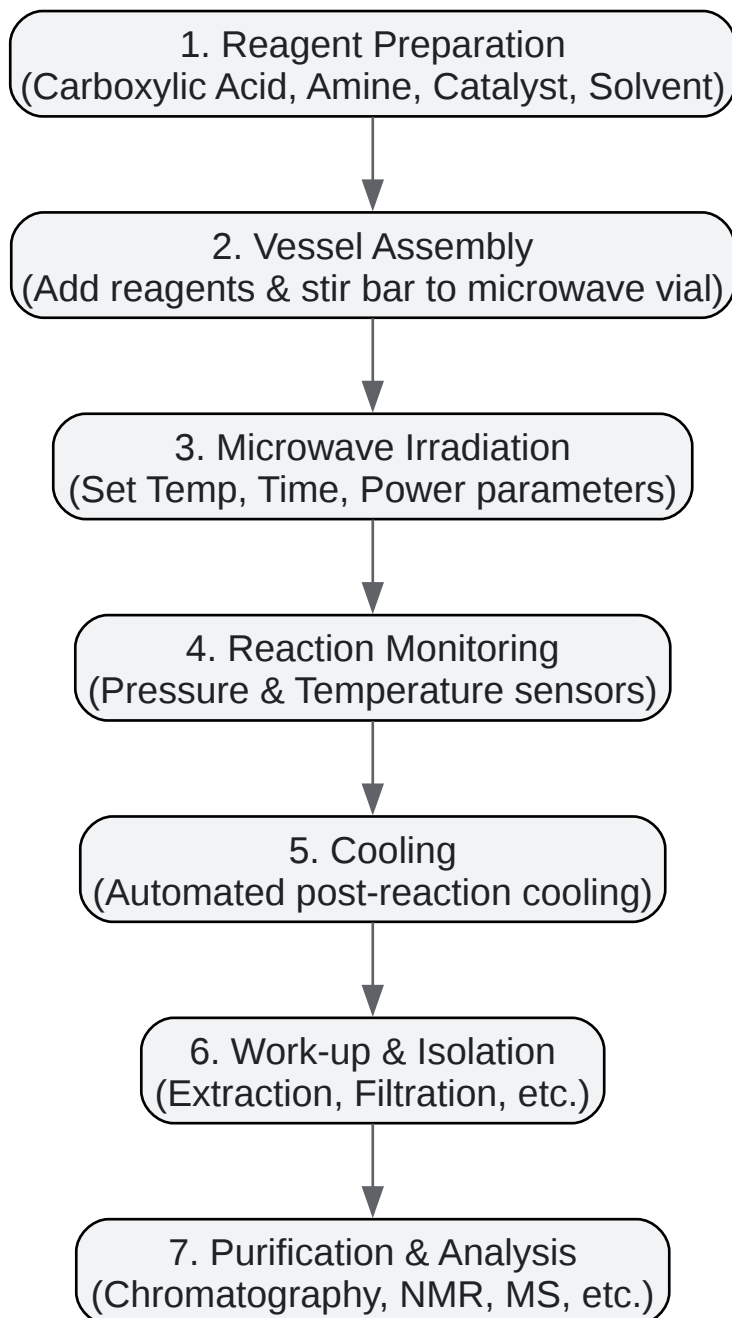 1. Reagent Preparation
(Carboxylic Acid, Amine, Catalyst, Solvent)
2. Vessel Assembly
(Add reagents & stir bar to microwave vial)
3. Microwave Irradiation
(Set Temp, Time, Power parameters)
4. Reaction Monitoring
(Pressure & Temperature sensors)
5. Cooling
(Automated post-reaction cooling)
6. Work-up & Isolation
(Extraction, Filtration, etc.)
7. Purification & Analysis
(Chromatography, NMR, MS, etc.)